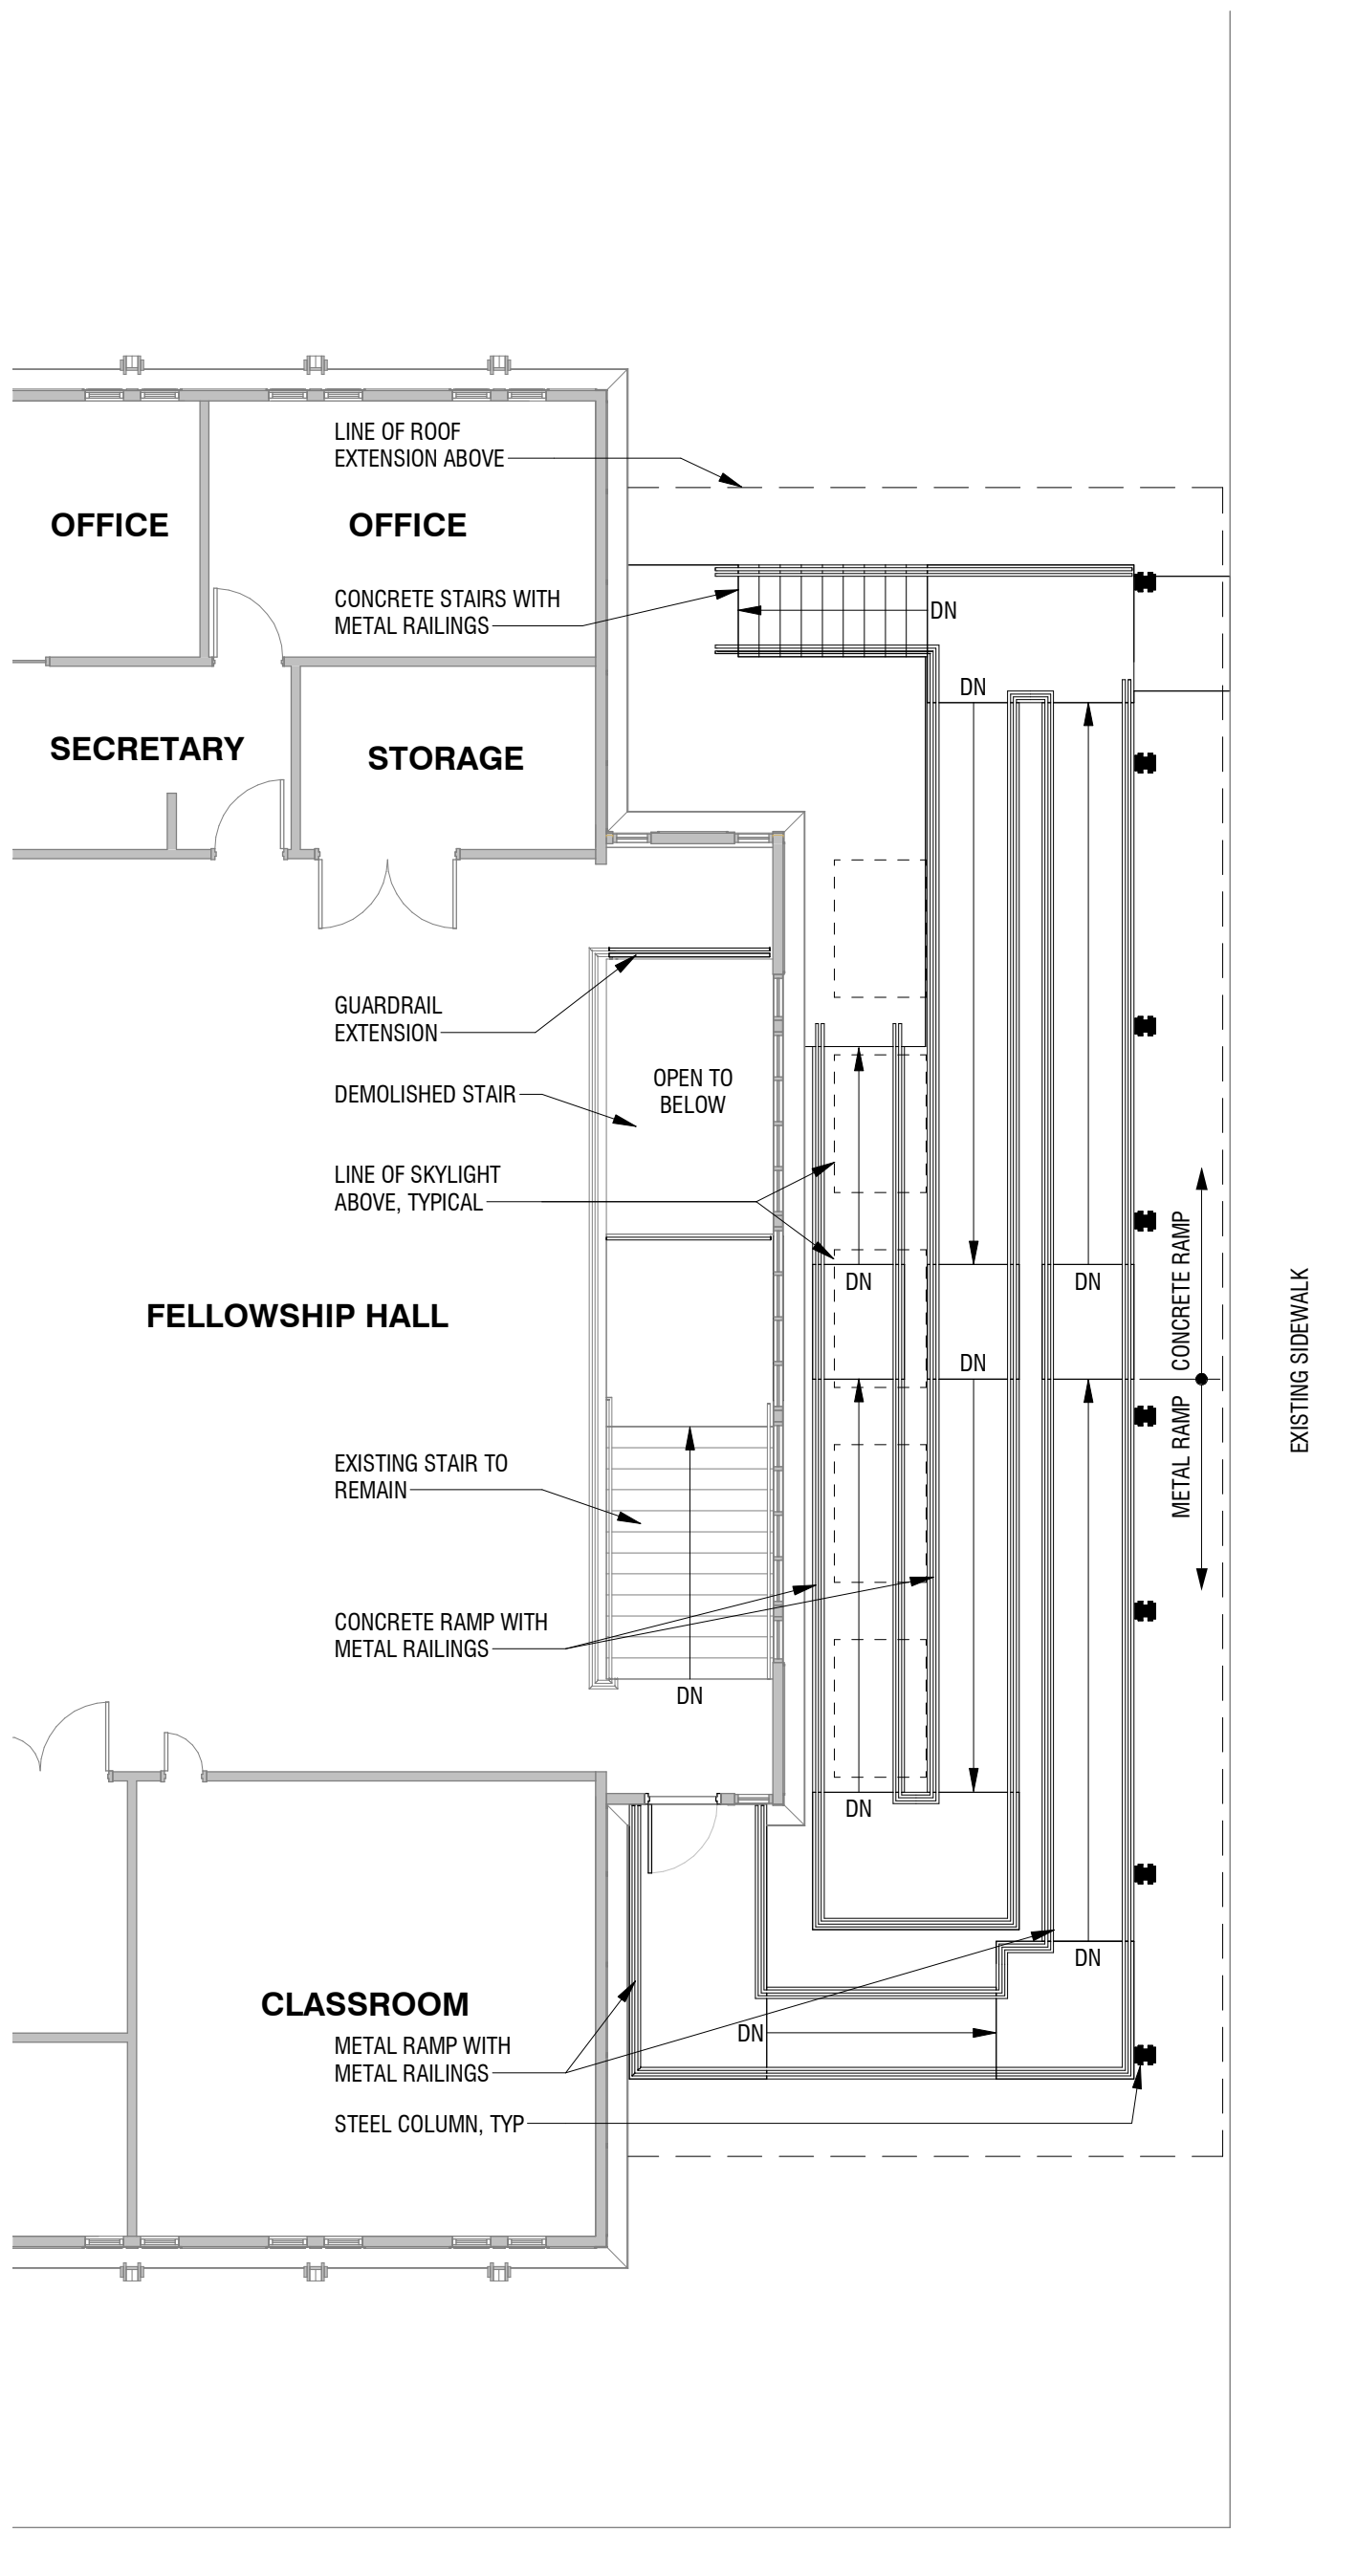 LINE OF ROOF
EXTENSION ABOVE
OFFICE
OFFICE
CONCRETE STAIRS WITH
METAL RAILINGS
DN
DN
SECRETARY
STORAGE
GUARDRAIL
EXTENSION
OPEN TO
BELOW
DEMOLISHED STAIR
LINE OF SKYLIGHT
ABOVE, TYPICAL
DN
DN
CONCRETE RAMP
EXISTING SIDEWALK
FELLOWSHIP HALL
DN
METAL RAMP
EXISTING STAIR TO
REMAIN
CONCRETE RAMP WITH
METAL RAILINGS
DN
DN
DN
CLASSROOM
DN
METAL RAMP WITH
METAL RAILINGS
STEEL COLUMN, TYP